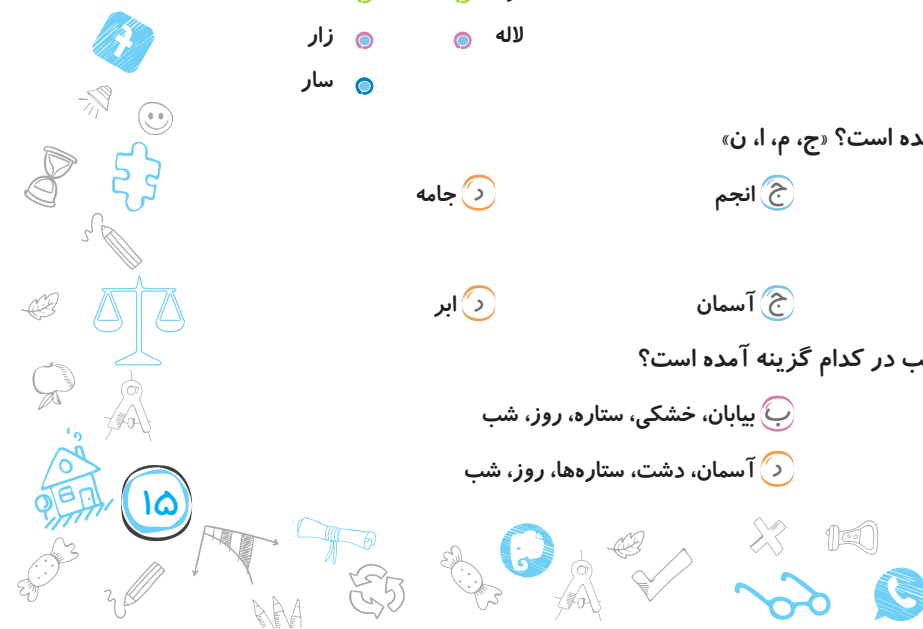 لاله زار
سار
ده است؟ «ج، م، ا، ن»
ج انجم د جامه
ج آسمان د ابر
ب در کدام گزینه آمده است؟
ب بیابان، خشکی، ستاره، روز، شب
د آسمان، دشت، ستاره‌ها، روز، شب
۱۵